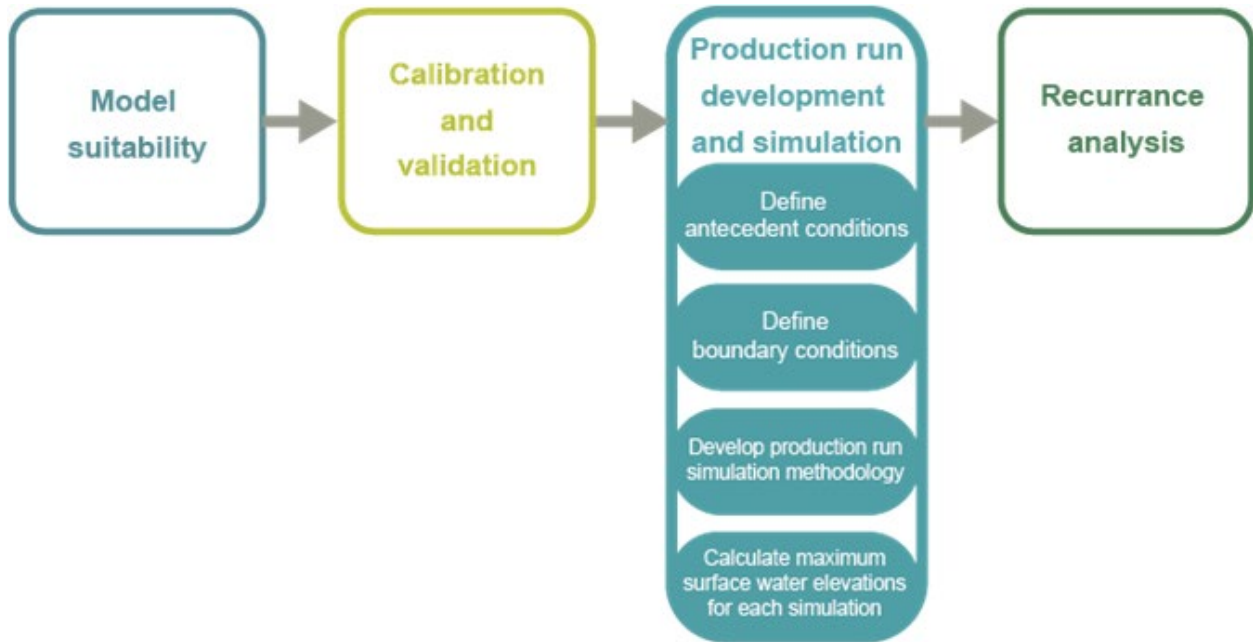 Model
suitability
Calibration
and
validation
Production run
development
and simulation
Define
antecedent conditions
Define
boundary conditions
Develop production run
simulation methodology
Calculate maximum
surface water elevations
for each simulation
Recurrance
analysis